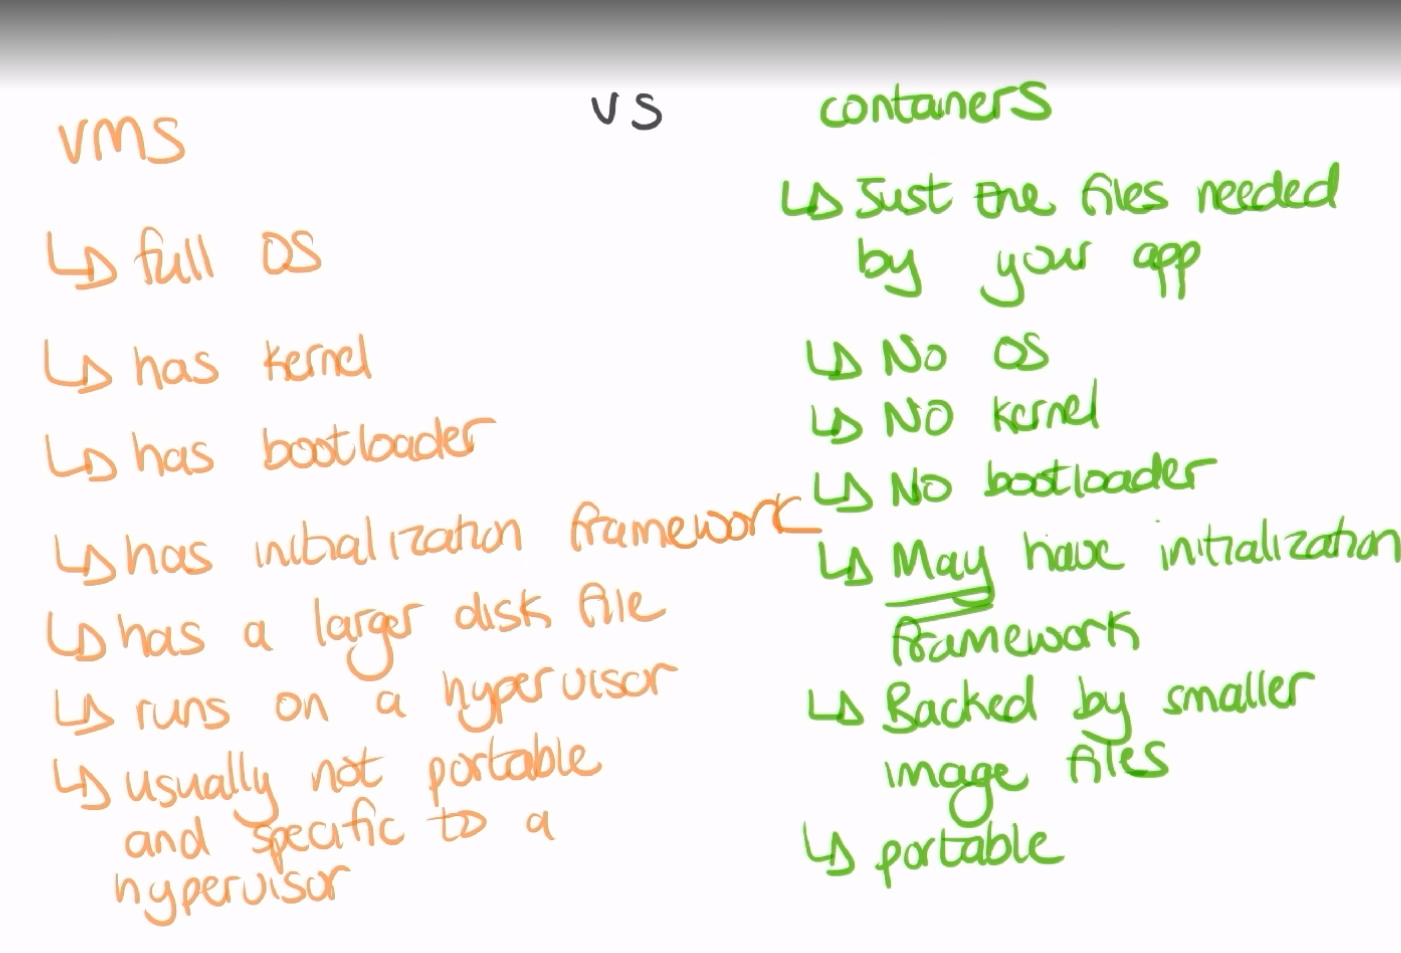 vms
↳ full OS
↳ has kernel
↳ has bootloader
↳ has initialization framework
↳ has a larger disk file
↳ runs on a hypervisor
↳ usually not portable
and specific to a
hypervisor
vs
containers
↳ Just the files needed
by your app
↳ No OS
↳ NO kernel
↳ NO bootloader
↳ May have initialization
framework
↳ Backed by smaller
image files
↳ portable